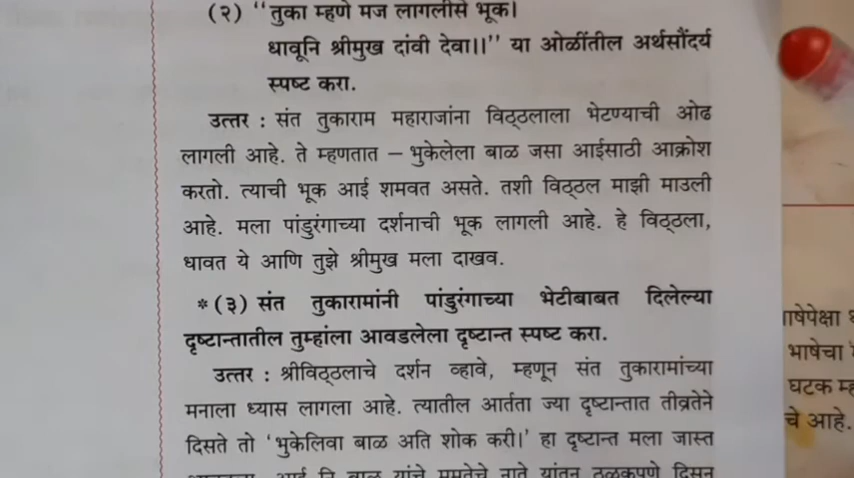 (२) "तुका म्हणे मज लागलीसे भूक।
धावूनि श्रीमुख दांवी देवा।।" या ओळींतील अर्थसौंदर्य
स्पष्ट करा.
उत्तर : संत तुकाराम महाराजांना विठ्ठलाला भेटण्याची ओढ
लागली आहे. ते म्हणतात – भुकेलेला बाळ जसा आईसाठी आक्रोश
करतो. त्याची भूक आई शमवत असते. तशी विठ्ठल माझी माउली
आहे. मला पांडुरंगाच्या दर्शनाची भूक लागली आहे. हे विठ्ठला,
धावत ये आणि तुझे श्रीमुख मला दाखव.
* (३) संत तुकारामांनी पांडुरंगाच्या भेटीबाबत दिलेल्या
दृष्टान्तातील तुम्हांला आवडलेला दृष्टान्त स्पष्ट करा.
उत्तर : श्रीविठ्ठलाचे दर्शन व्हावे, म्हणून संत तुकारामांच्या
मनाला ध्यास लागला आहे. त्यातील आर्तता ज्या दृष्टान्तात तीव्रतेने
दिसते तो 'भुकेलिवा बाळ अति शोक करी।' हा दृष्टान्त मला जास्त
आई नि बाळ यांचे ममतेचे नाते यांतून ठळकपणे दिसून
भाषेचा
घटक
चे आहे.